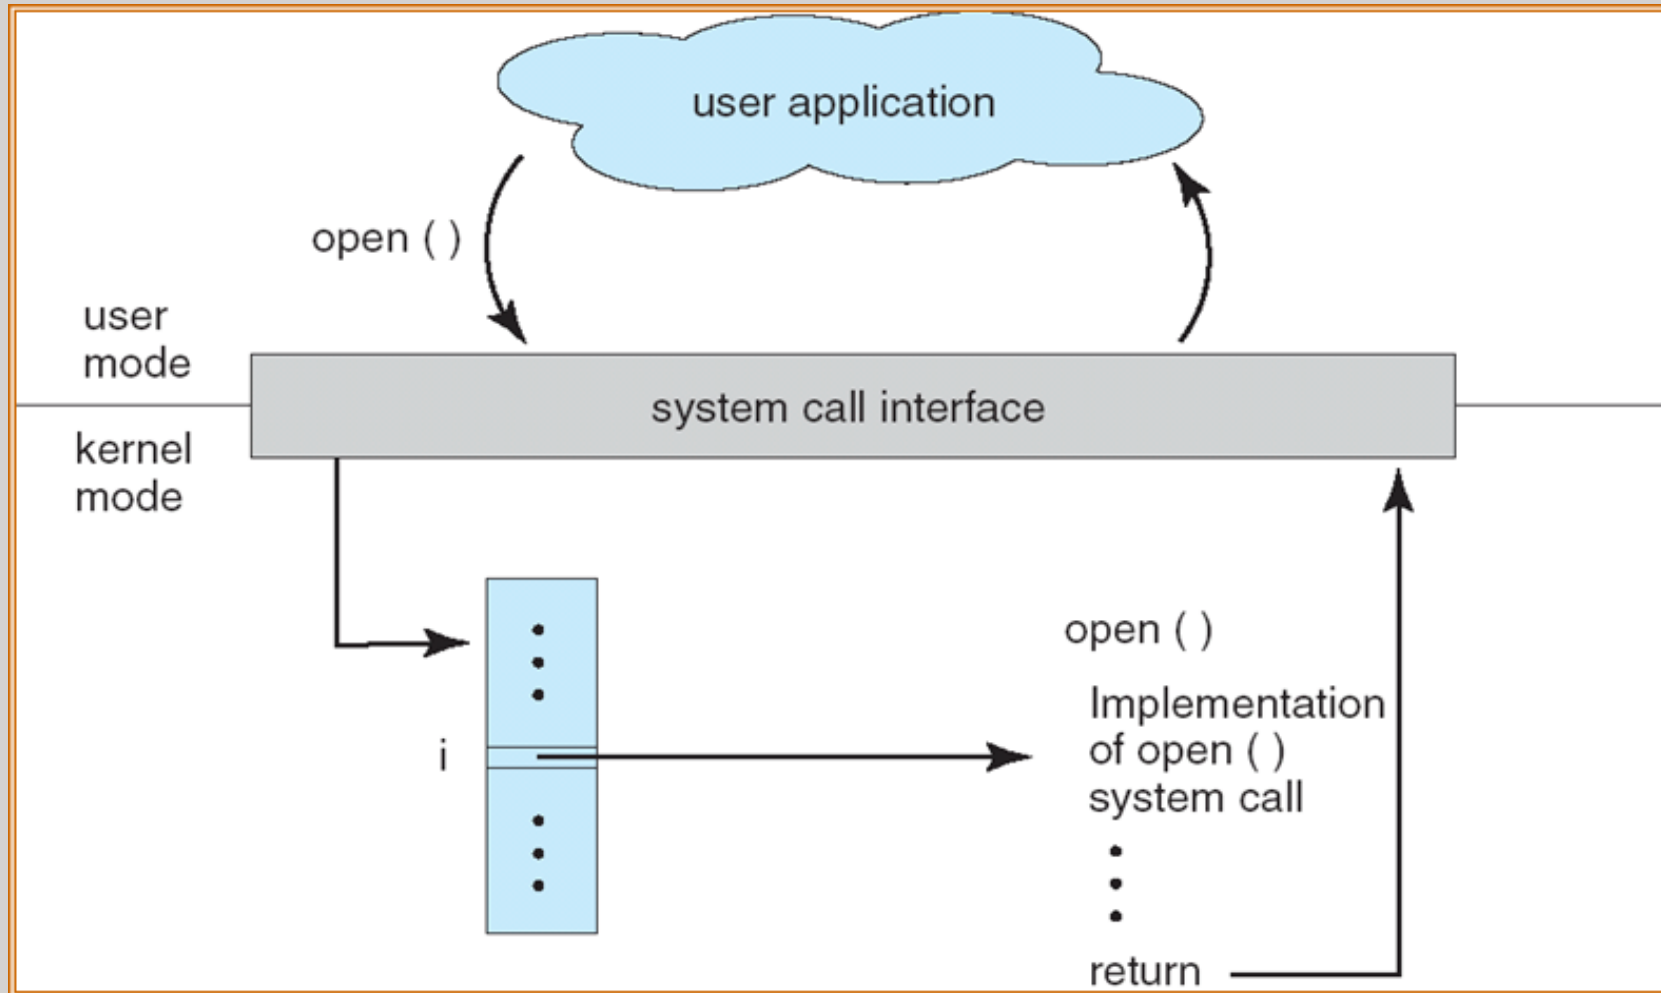 user application
open ( )
user
mode
system call interface
kernel
mode
open ( )
Implementation
of open ( )
system call
i
return